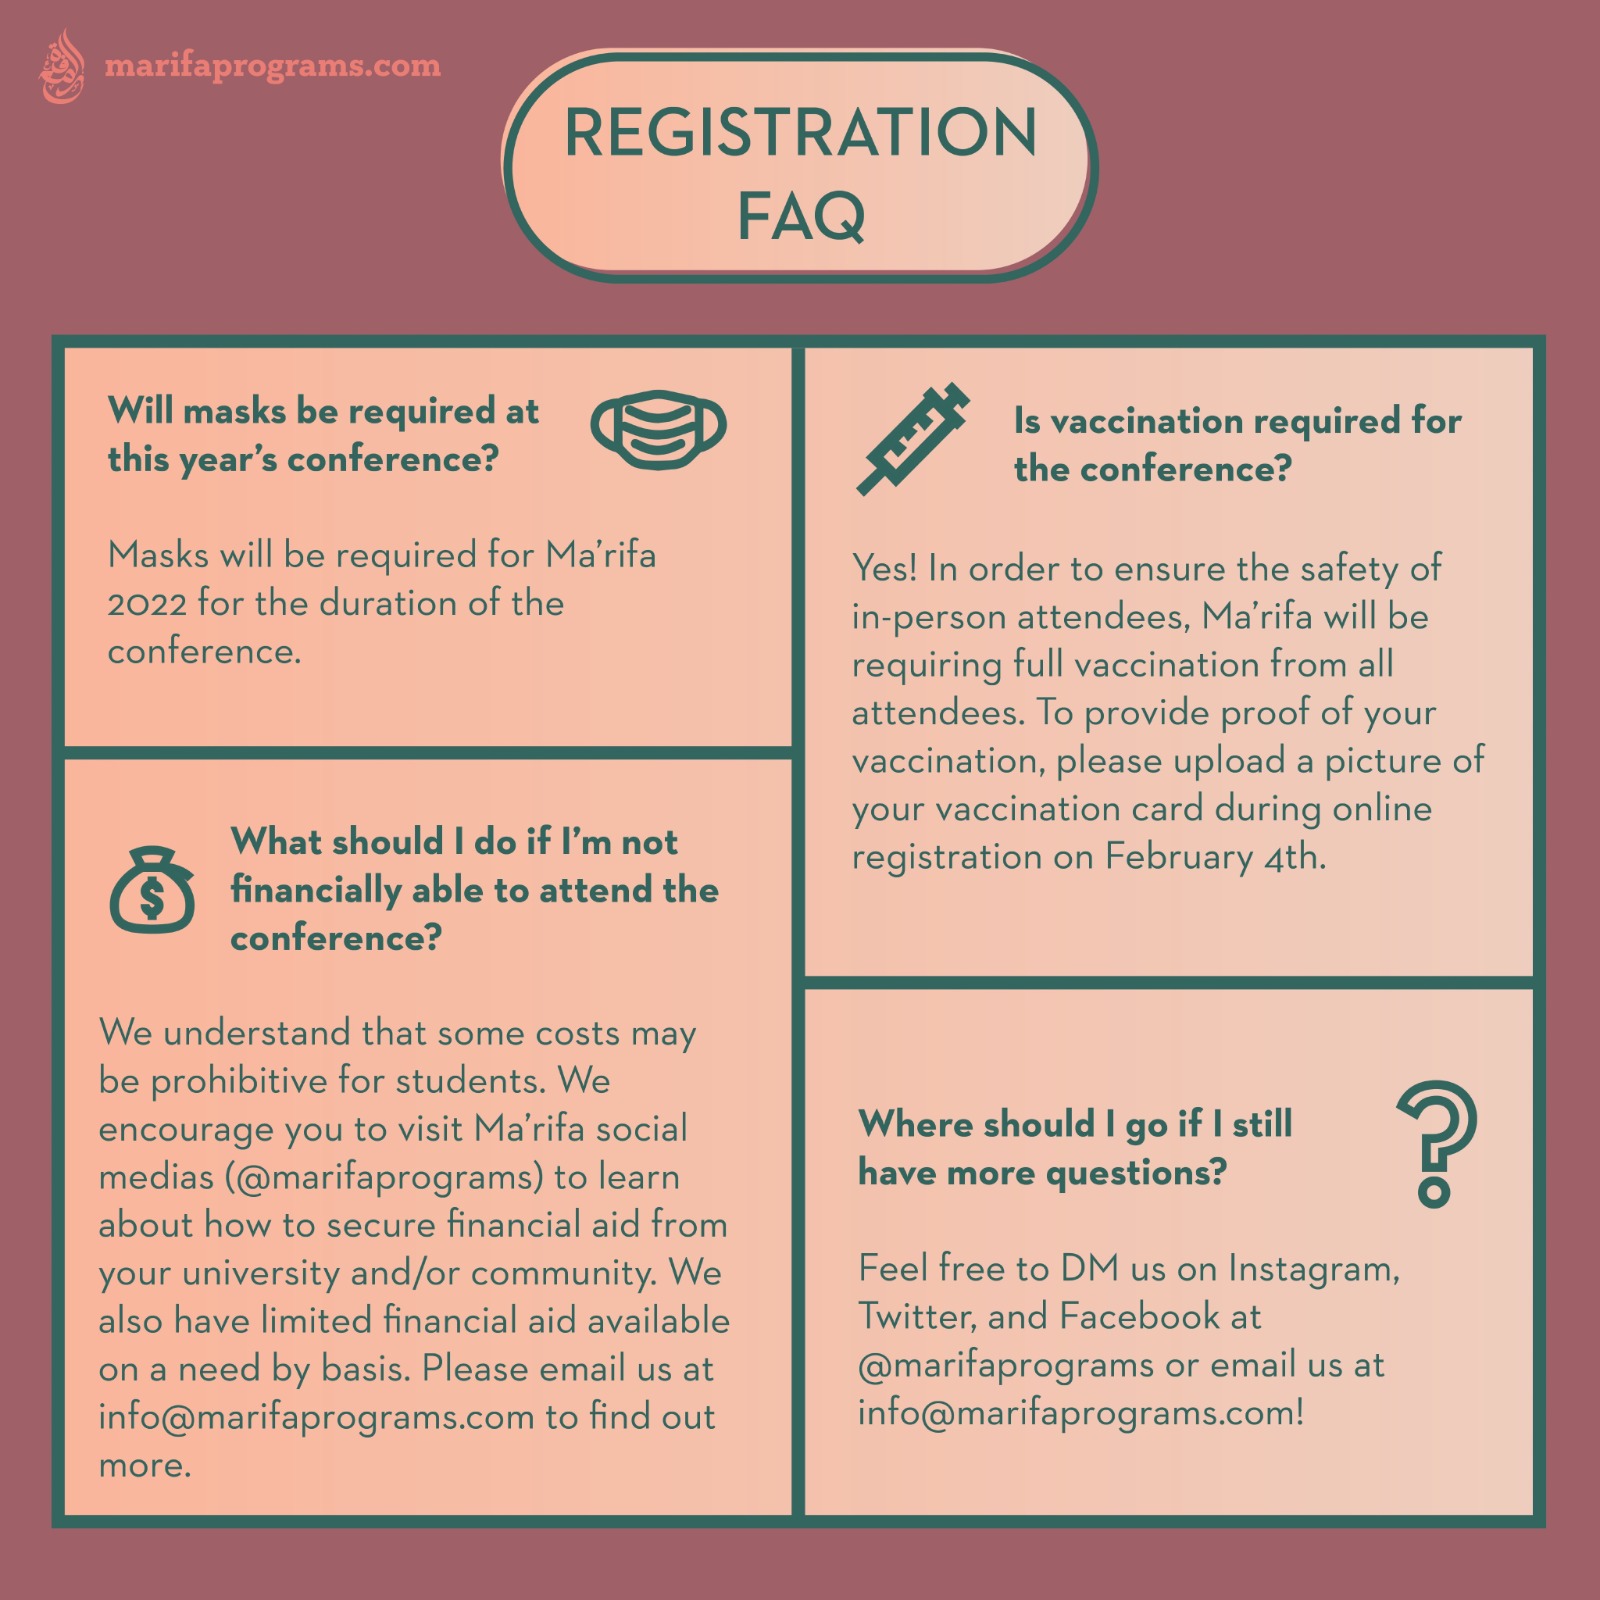 marifaprograms.com
REGISTRATION
FAQ
Will masks be required at
this year’s conference?
Masks will be required for Ma’rifa
2022 for the duration of the
conference.
Is vaccination required for
the conference?
Yes! In order to ensure the safety of
in-person attendees, Ma’rifa will be
requiring full vaccination from all
attendees. To provide proof of your
vaccination, please upload a picture of
your vaccination card during online
registration on February 4th.
What should I do if I’m not
financially able to attend the
conference?
We understand that some costs may
be prohibitive for students. We
encourage you to visit Ma’rifa social
medias (@marifaprograms) to learn
about how to secure financial aid from
your university and/or community. We
also have limited financial aid available
on a need by basis. Please email us at
info@marifaprograms.com to find out
more.
Where should I go if I still
have more questions?
Feel free to DM us on Instagram,
Twitter, and Facebook at
@marifaprograms or email us at
info@marifaprograms.com!